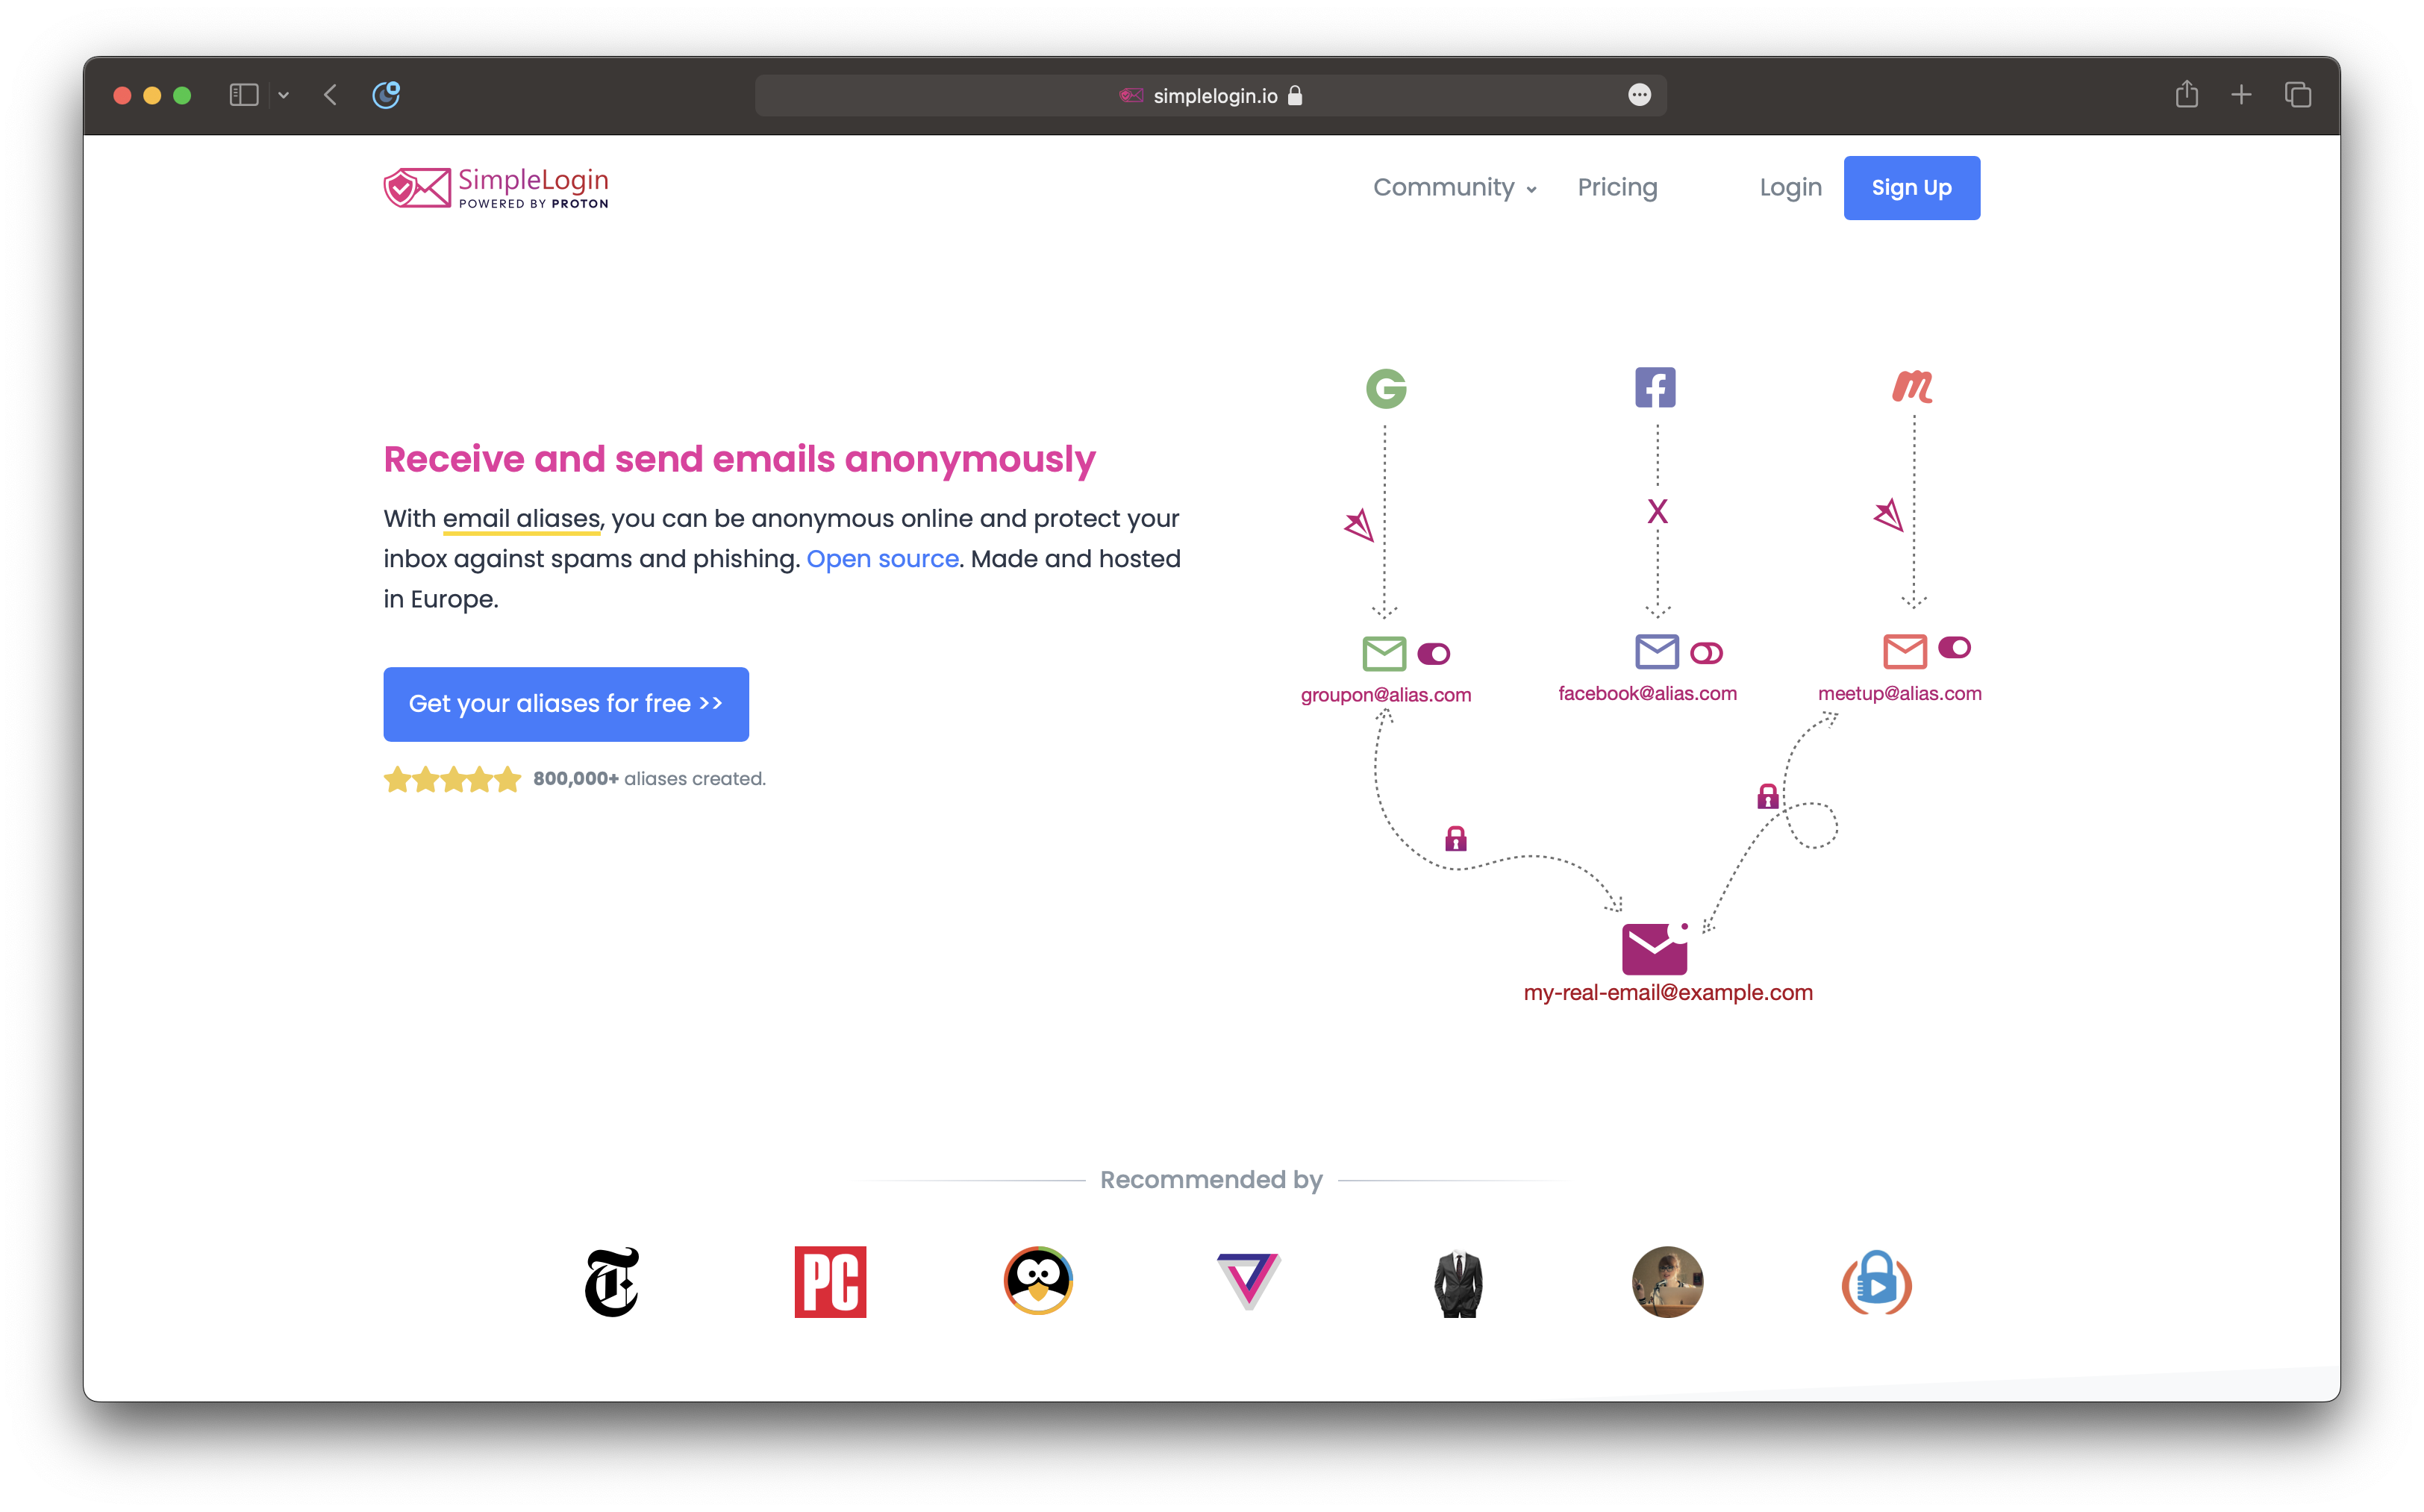 simplelogin.io
SimpleLogin
POWERED BY PROTON
Community
Pricing
Login
Sign Up
Receive and send emails anonymously
With email aliases, you can be anonymous online and protect your
inbox against spams and phishing. Open source. Made and hosted
in Europe.
Get your aliases for free >>
800,000+ aliases created.
X
groupon@alias.com
facebook@alias.com
meetup@alias.com
my-real-email@example.com
Recommended by
T
PC